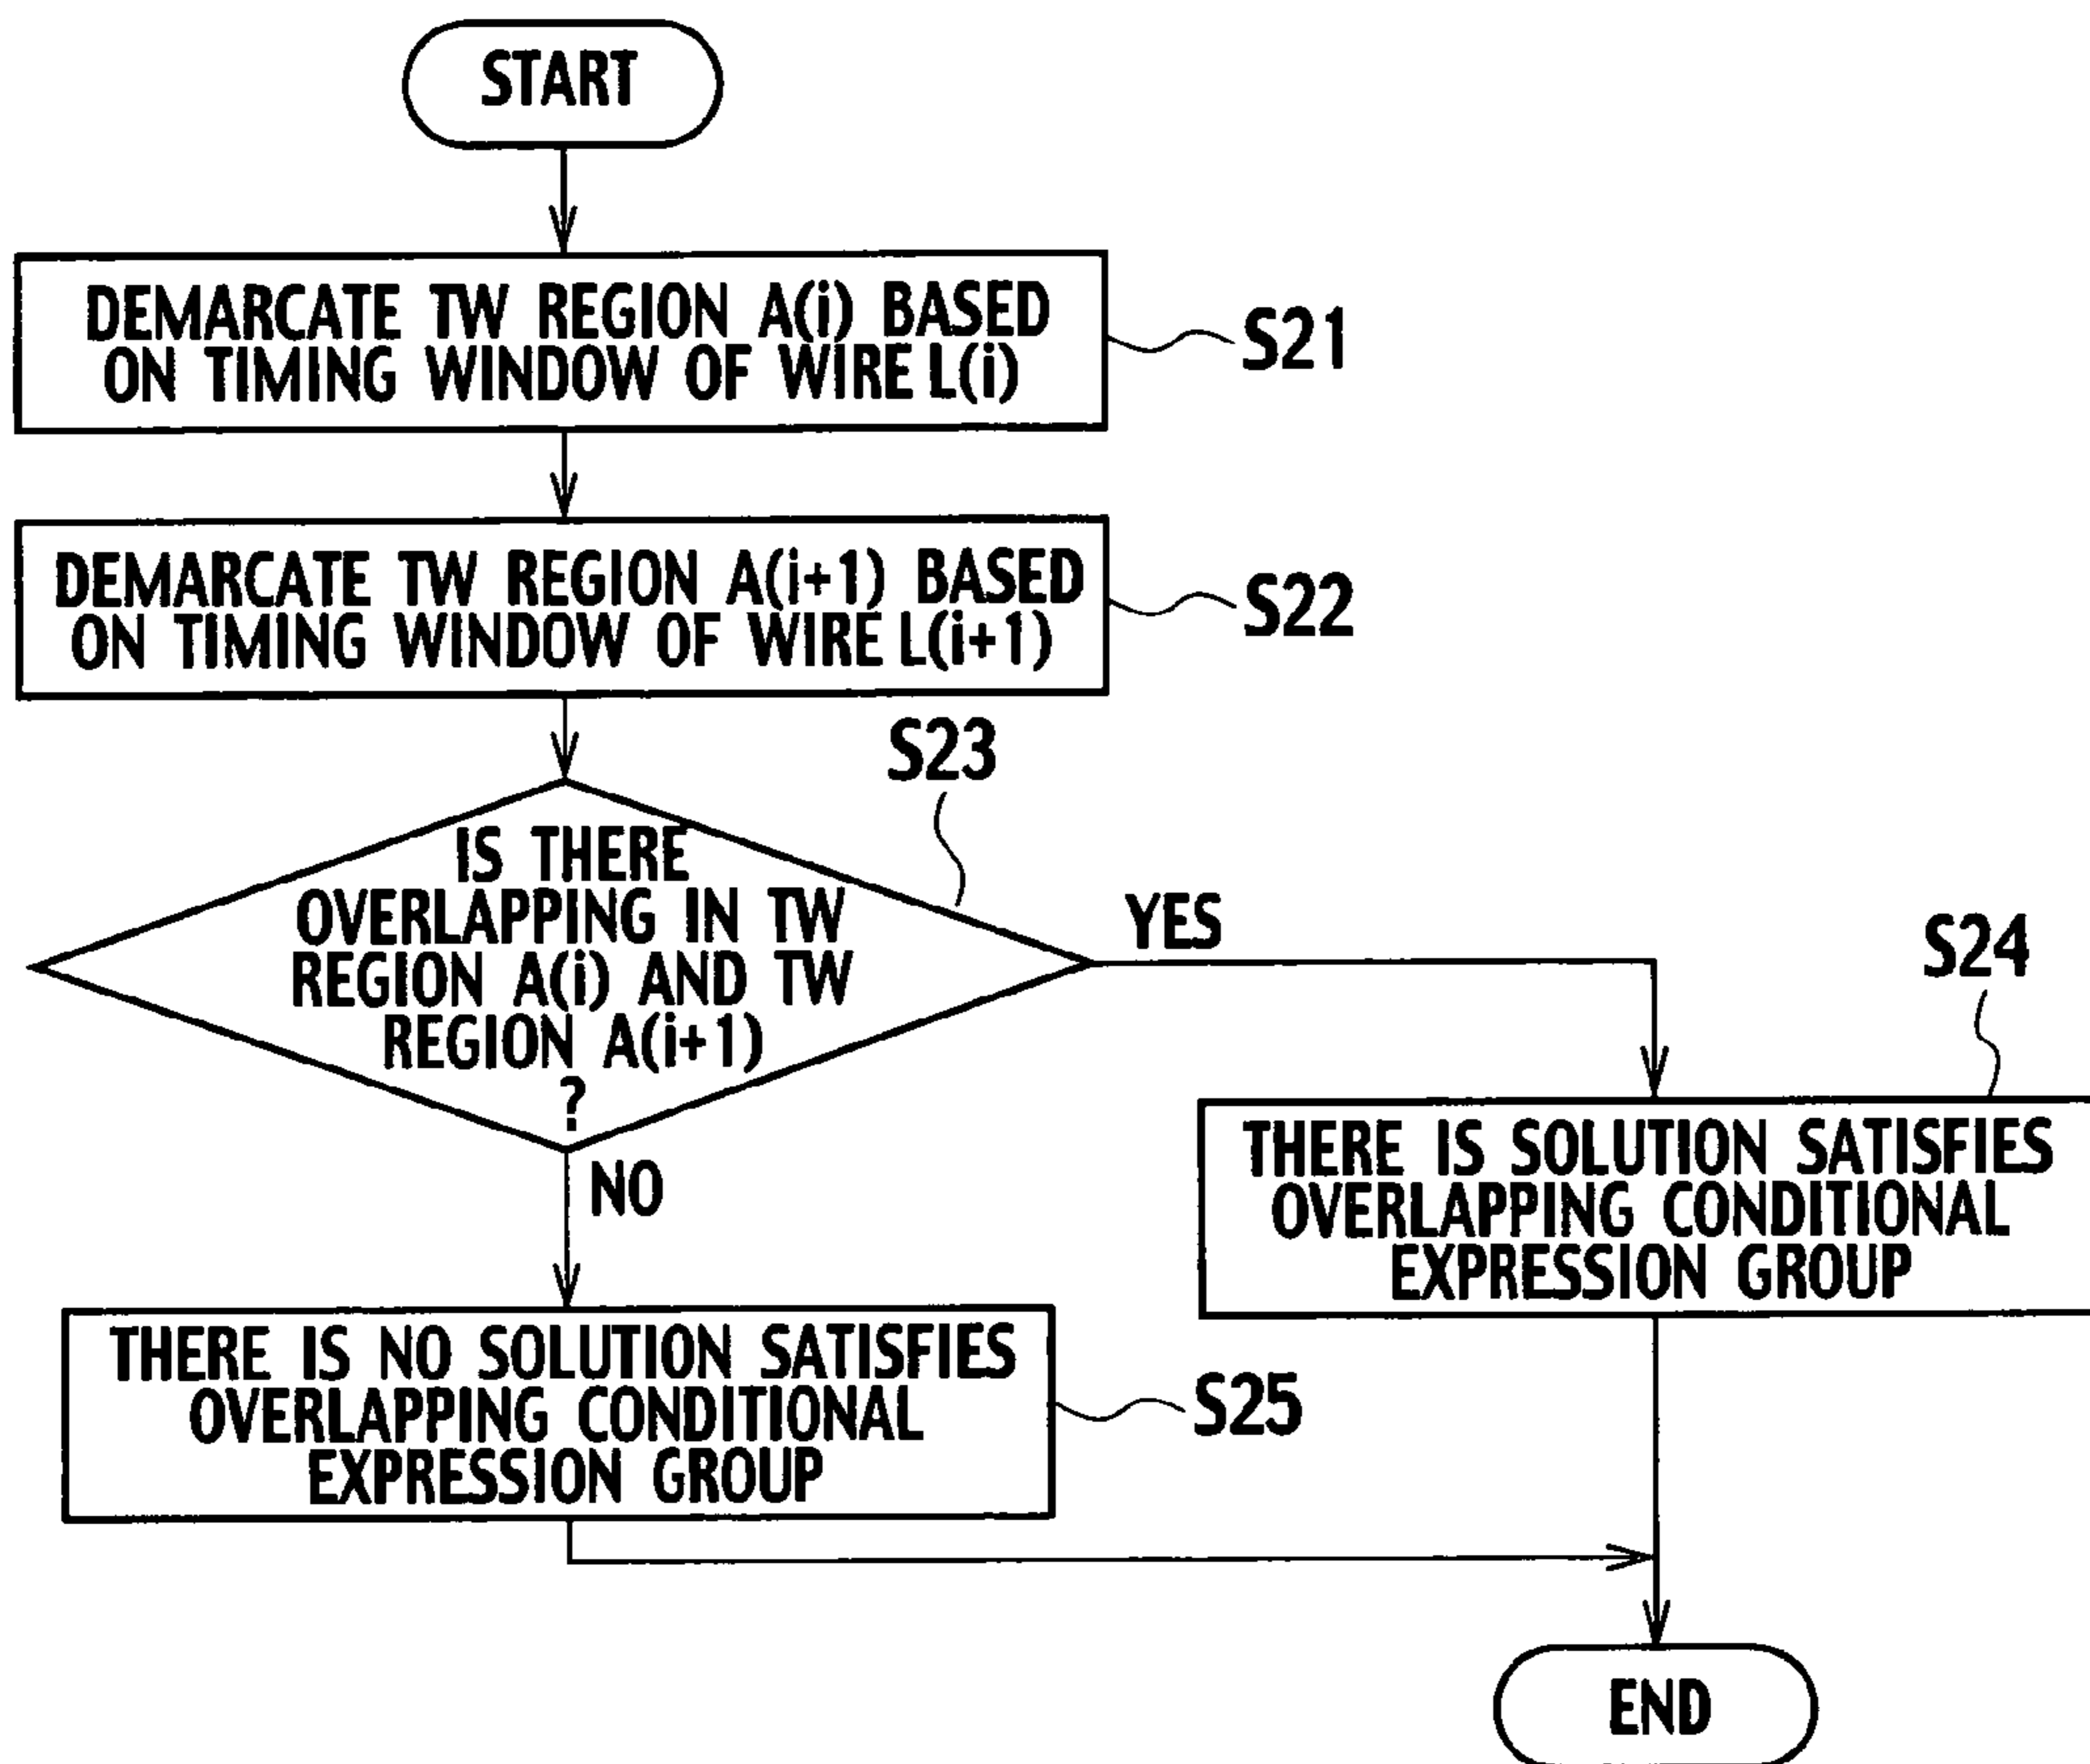 START
DEMARCATE TW REGION A(i) BASED
ON TIMING WINDOW OF WIRE L(i)
S21
DEMARCATE TW REGION A(i+1) BASED
ON TIMING WINDOW OF WIRE L(i+1)
S22
S23
IS THERE
OVERLAPPING IN TW
REGION A(i) AND TW
REGION A(i+1)
?
YES
NO
S24
THERE IS SOLUTION SATISFIES
OVERLAPPING CONDITIONAL
EXPRESSION GROUP
THERE IS NO SOLUTION SATISFIES
OVERLAPPING CONDITIONAL
EXPRESSION GROUP
S25
END